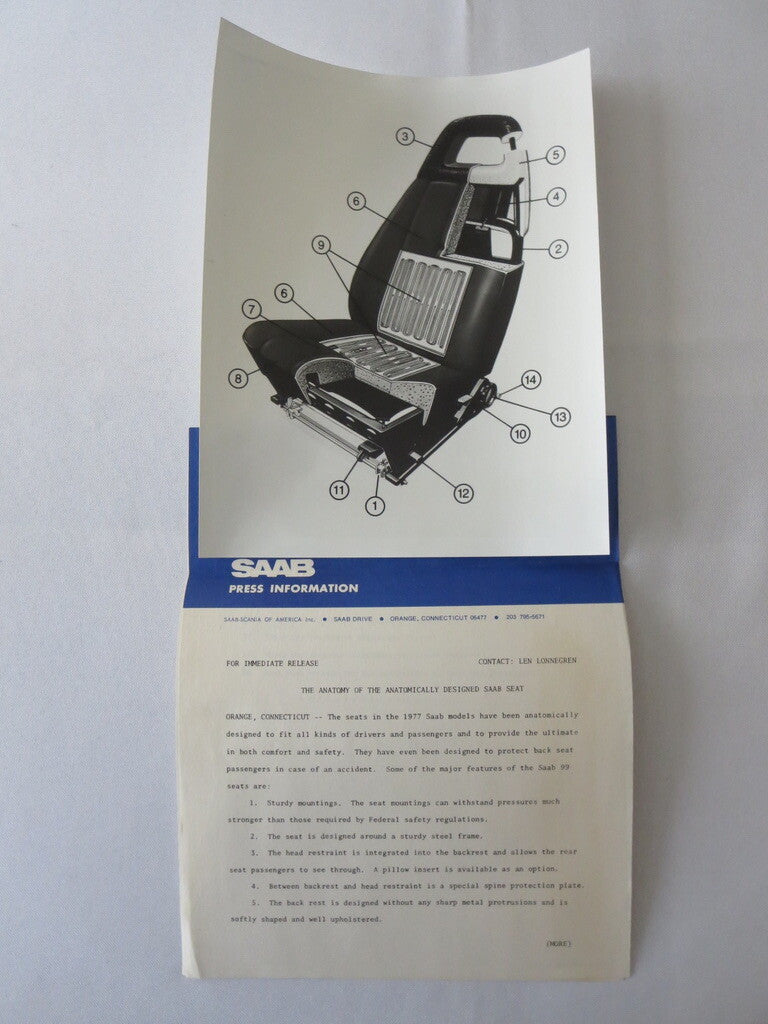 3
5
6
4
9
2
6
7
8
14
13
10
11
12
1
SAAB
PRESS INFORMATION
SAAB-SCANIA OF AMERICA Inc. ● SAAB DRIVE ● ORANGE, CONNECTICUT 06477 ● 203 795-5671
FOR IMMEDIATE RELEASE CONTACT: LEN LONNEGREN
THE ANATOMY OF THE ANATOMICALLY DESIGNED SAAB SEAT
ORANGE, CONNECTICUT -- The seats in the 1977 Saab models have been anatomically
designed to fit all kinds of drivers and passengers and to provide the ultimate
in both comfort and safety. They have even been designed to protect back seat
passengers in case of an accident. Some of the major features of the Saab 99
seats are:
1. Sturdy mountings. The seat mountings can withstand pressures much
stronger than those required by Federal safety regulations.
2. The seat is designed around a sturdy steel frame.
3. The head restraint is integrated into the backrest and allows the rear
seat passengers to see through. A pillow insert is available as an option.
4. Between backrest and head restraint is a special spine protection plate.
5. The back rest is designed without any sharp metal protrusions and is
softly shaped and well upholstered.
(MORE)